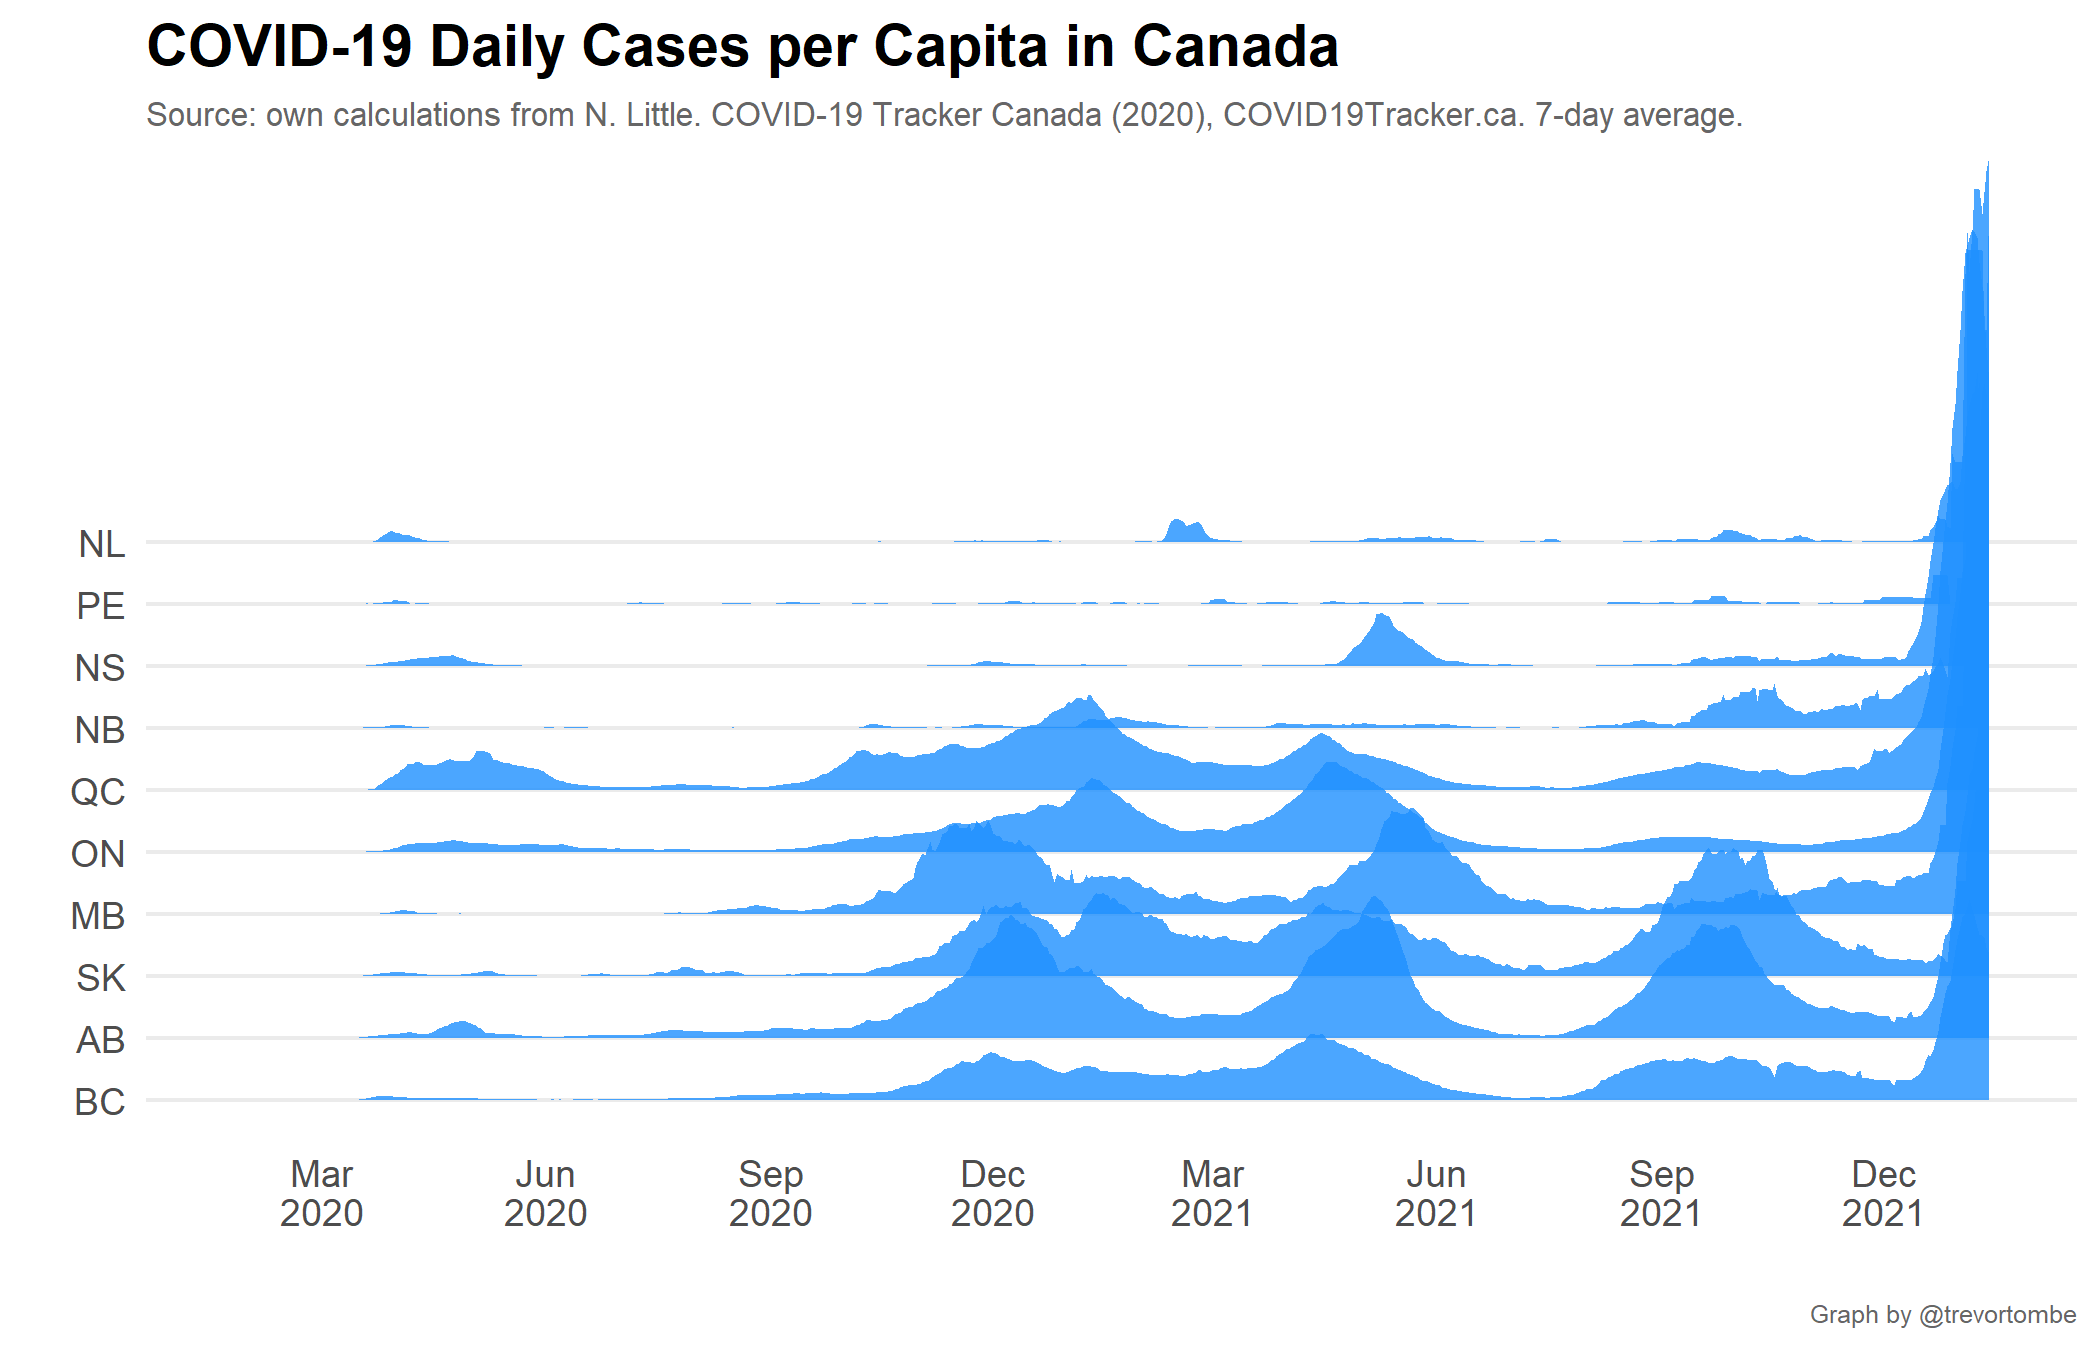 COVID-19 Daily Cases per Capita in Canada
Source: own calculations from N. Little. COVID-19 Tracker Canada (2020), COVID19Tracker.ca. 7-day average.
NL
PE
NS
NB
QC
ON
MB
SK
AB
BC
Mar Jun Sep Dec Mar Jun Sep Dec
2020 2020 2020 2020 2021 2021 2021 2021
Graph by @trevortombe